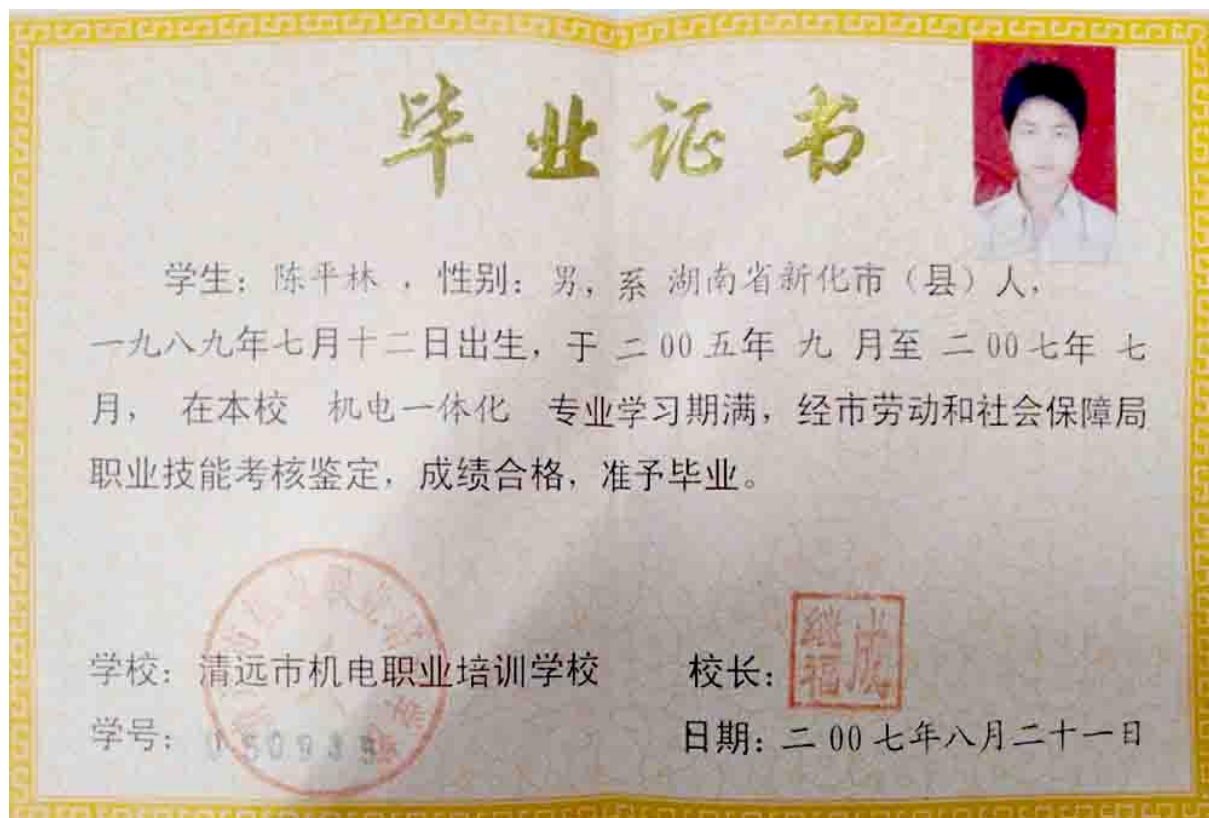 毕业证书
学生：陈平林，性别：男，系 湖南省新化市（县）人，
一九八九年七月十二日出生，于 二00五年 九 月至 二00七年 七
月， 在本校 机电一体化 专业学习期满，经市劳动和社会保障局
职业技能考核鉴定，成绩合格，准予毕业。
学校：清远市机电职业培训学校 校长：
学号： 日期：二00七年八月二十一日